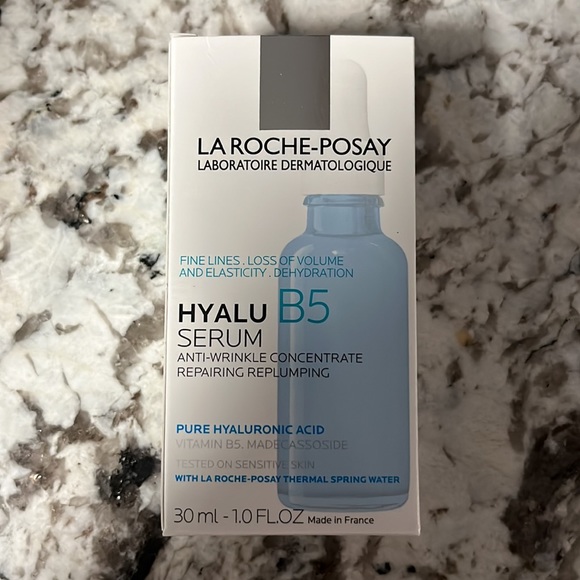 LA ROCHE-POSAY
LABORATOIRE DERMATOLOGIQUE
FINE LINES . LOSS OF VOLUME
AND ELASTICITY . DEHYDRATION
HYALU B5
SERUM
ANTI-WRINKLE CONCENTRATE
REPAIRING REPLUMPING
PURE HYALURONIC ACID
VITAMIN B5. MADECASSOSIDE
TESTED ON SENSITIVE SKIN
WITH LA ROCHE-POSAY THERMAL SPRING WATER
30 ml - 1.0 FL.OZ Made in France